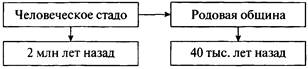 Человеческое стадо
Родовая община
2 млн лет назад
40 тыс. лет назад